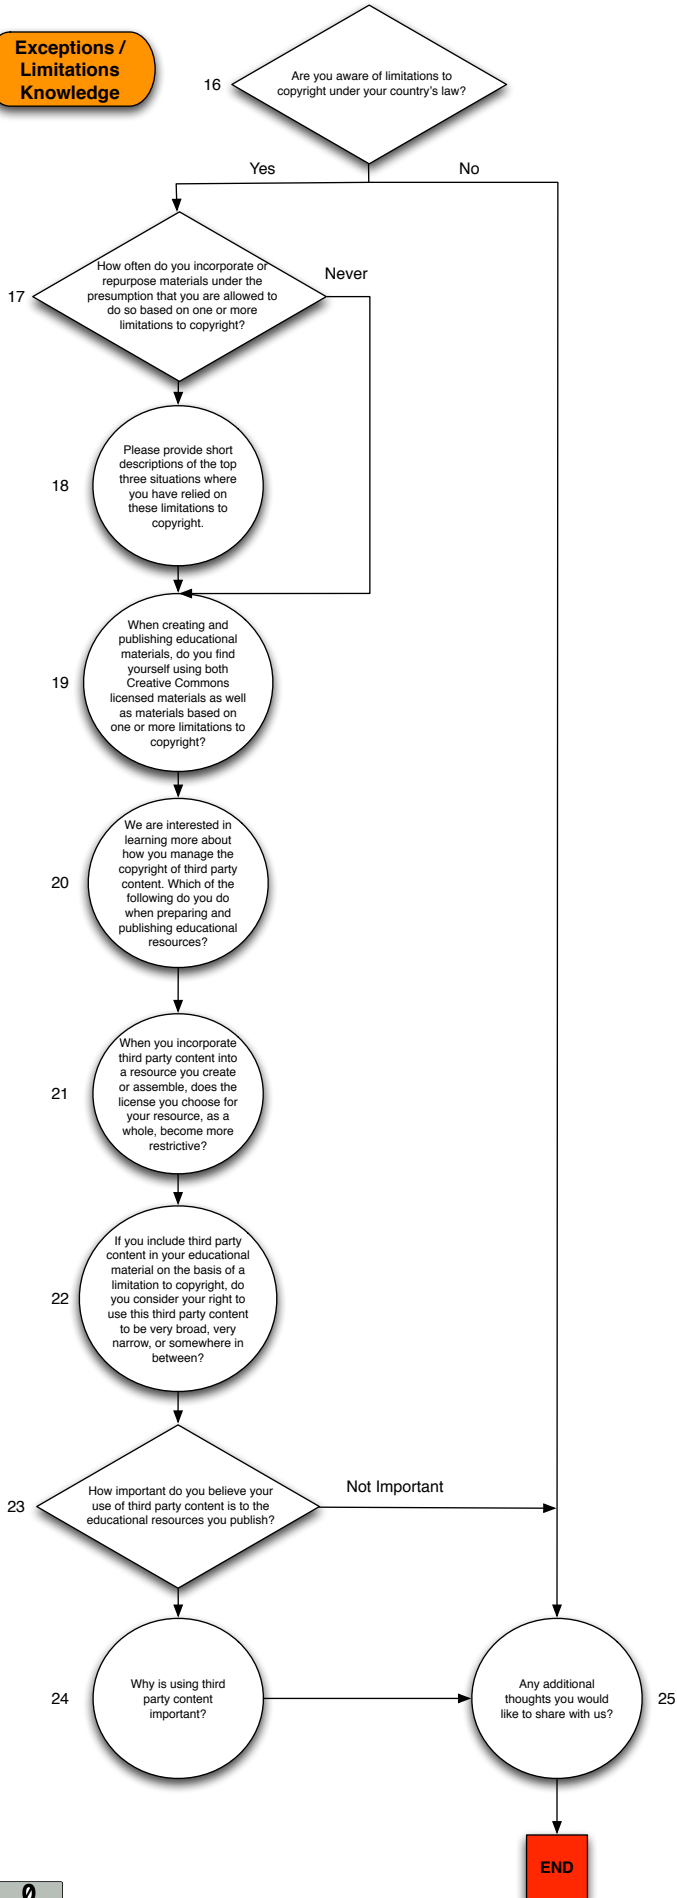 Exceptions /
Limitations
Knowledge
16
Are you aware of limitations to
copyright under your country's law?
Yes
No
17
How often do you incorporate or
repurpose materials under the
presumption that you are allowed to
do so based on one or more
limitations to copyright?
Never
18
Please provide short
descriptions of the top
three situations where
you have relied on
these limitations to
copyright.
19
When creating and
publishing educational
materials, do you find
yourself using both
Creative Commons
licensed materials as well
as materials based on
one or more limitations to
copyright?
20
We are interested in
learning more about
how you manage the
copyright of third party
content. Which of the
following do you do
when preparing and
publishing educational
resources?
21
When you incorporate
third party content into
a resource you create
or assemble, does the
license you choose for
your resource, as a
whole, become more
restrictive?
22
If you include third party
content in your educational
material on the basis of a
limitation to copyright, do
you consider your right to
use this third party content
to be very broad, very
narrow, or somewhere in
between?
23
How important do you believe your
use of third party content is to the
educational resources you publish?
Not Important
24
Why is using third
party content
important?
Any additional
thoughts you would
like to share with us?
25
END
0